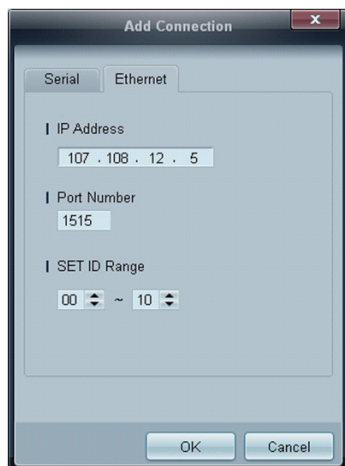 Add Connection
Serial Ethernet
IP Address
107 . 108 . 12 . 5
Port Number
1515
SET ID Range
00 ~ 10
OK Cancel